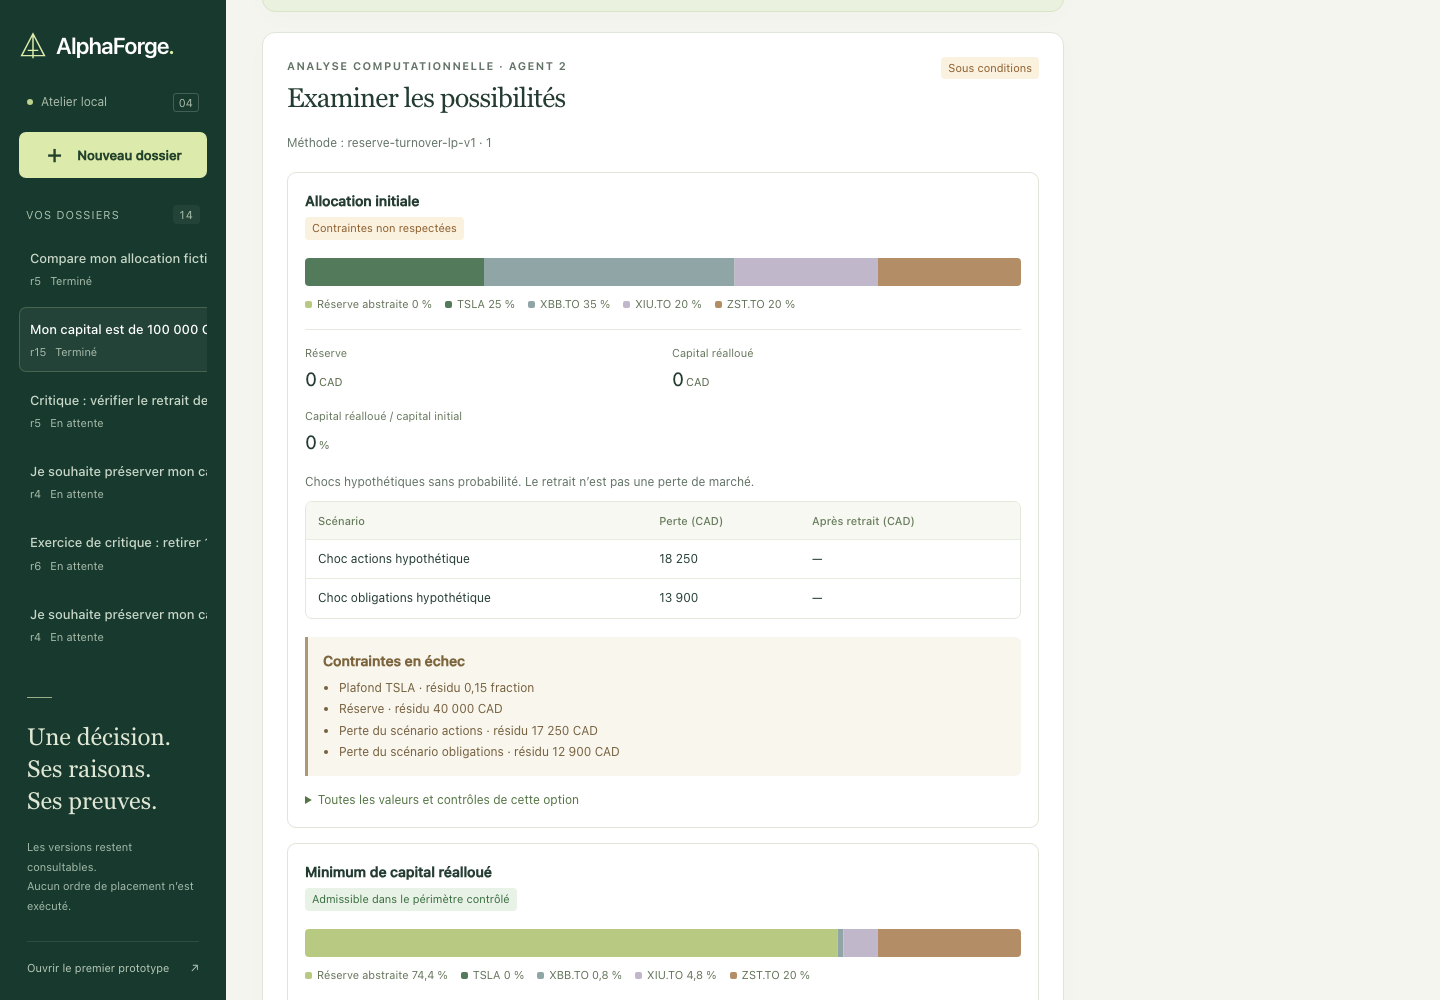 AlphaForge.
Atelier local
04
Nouveau dossier
VOS DOSSIERS
14
Compare mon allocation ficti
r5 Terminé
Mon capital est de 100 000 C
r15 Terminé
Critique : vérifier le retrait de
r5 En attente
Je souhaite préserver mon ca
r4 En attente
Exercice de critique : retirer
r6 En attente
Je souhaite préserver mon ca
r4 En attente
Une décision.
Ses raisons.
Ses preuves.
Les versions restent
consultables.
Aucun ordre de placement n'est
exécuté.
Ouvrir le premier prototype ↗
ANALYSE COMPUTATIONNELLE · AGENT 2
Sous conditions
Examiner les possibilités
Méthode : reserve-turnover-lp-v1 · 1
Allocation initiale
Contraintes non respectées
Réserve abstraite 0 % TSLA 25 % XBB.TO 35 % XIU.TO 20 % ZST.TO 20 %
Réserve
0 CAD
Capital réalloué
0 CAD
Capital réalloué / capital initial
0 %
Chocs hypothétiques sans probabilité. Le retrait n'est pas une perte de marché.
Scénario Perte (CAD) Après retrait (CAD)
Choc actions hypothétique 18 250 —
Choc obligations hypothétique 13 900 —
Contraintes en échec
• Plafond TSLA · résidu 0,15 fraction
• Réserve · résidu 40 000 CAD
• Perte du scénario actions · résidu 17 250 CAD
• Perte du scénario obligations · résidu 12 900 CAD
Toutes les valeurs et contrôles de cette option
Minimum de capital réalloué
Admissible dans le périmètre contrôlé
Réserve abstraite 74,4 % TSLA 0 % XBB.TO 0,8 % XIU.TO 4,8 % ZST.TO 20 %